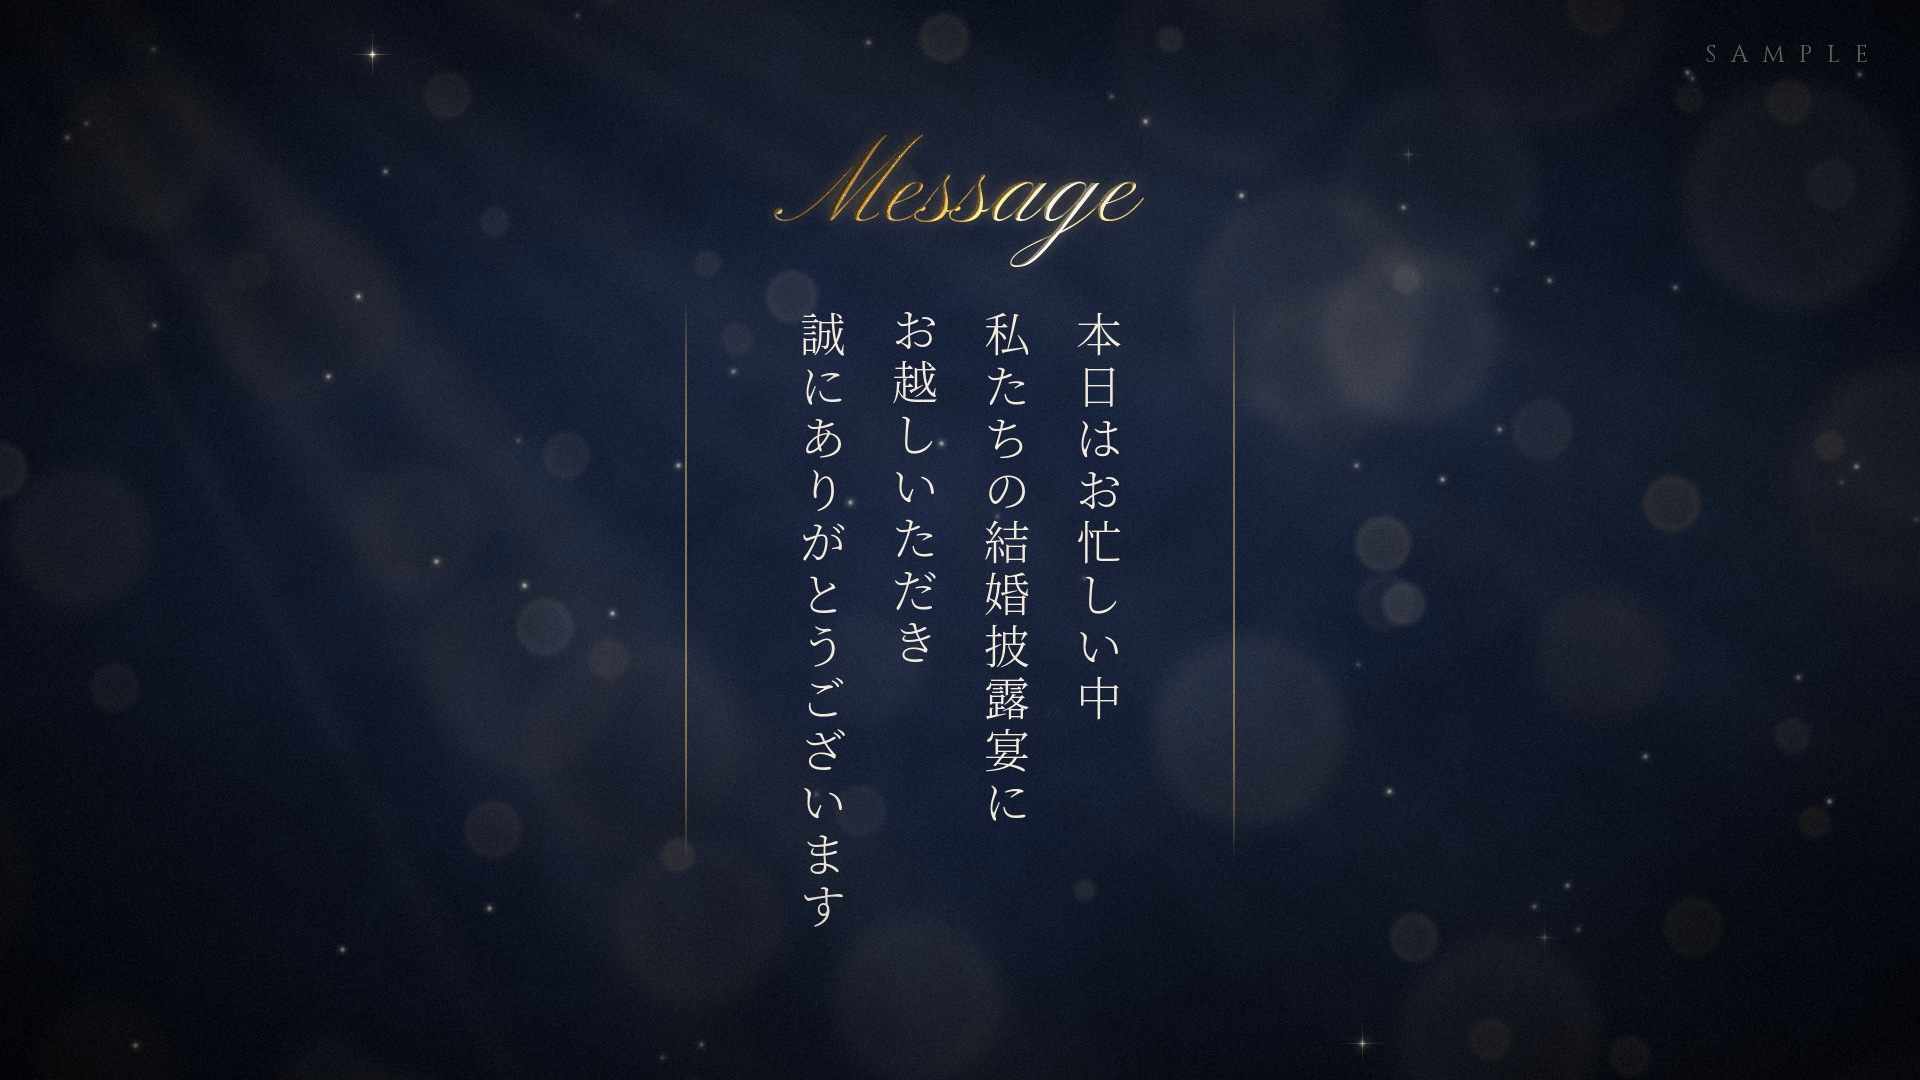 SAMPLE
Message
本日はお忙しい中
私たちの結婚披露宴に
お越しいただき
誠にありがとうございます